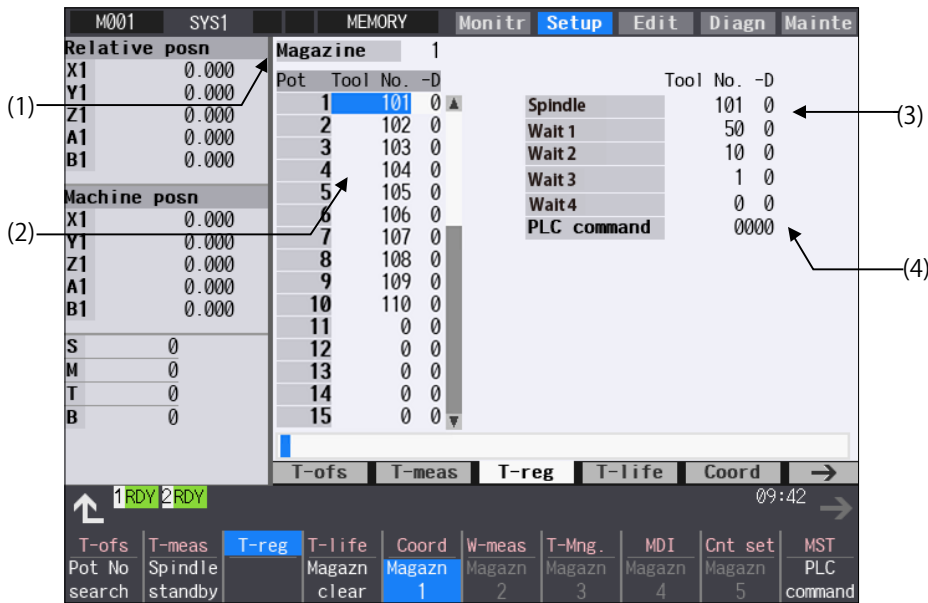 M001 SYS1 MEMORY Monitr Setup Edit Diagn Mainte
Relative posn
X1 0.000
Y1 0.000
Z1 0.000
A1 0.000
B1 0.000
Machine posn
X1 0.000
Y1 0.000
Z1 0.000
A1 0.000
B1 0.000
S 0
M 0
T 0
B 0
(1)
(2)
Magazine 1
Pot Tool No. -D
1 101 0
2 102 0
3 103 0
4 104 0
5 105 0
6 106 0
7 107 0
8 108 0
9 109 0
10 110 0
11 0 0
12 0 0
13 0 0
14 0 0
15 0 0
Tool No. -D
Spindle 101 0
Wait 1 50 0
Wait 2 10 0
Wait 3 1 0
Wait 4 0 0
PLC command 0000
(3)
(4)
T-ofs T-meas T-reg T-life Coord →
1 RDY 2 RDY 09:42
T-ofs T-meas T-reg T-life Coord W-meas T-Mng. MDI Cnt set MST
Pot No Spindle Magazn Magazn Magazn Magazn Magazn Magazn PLC
search standby clear 1 2 3 4 5 command